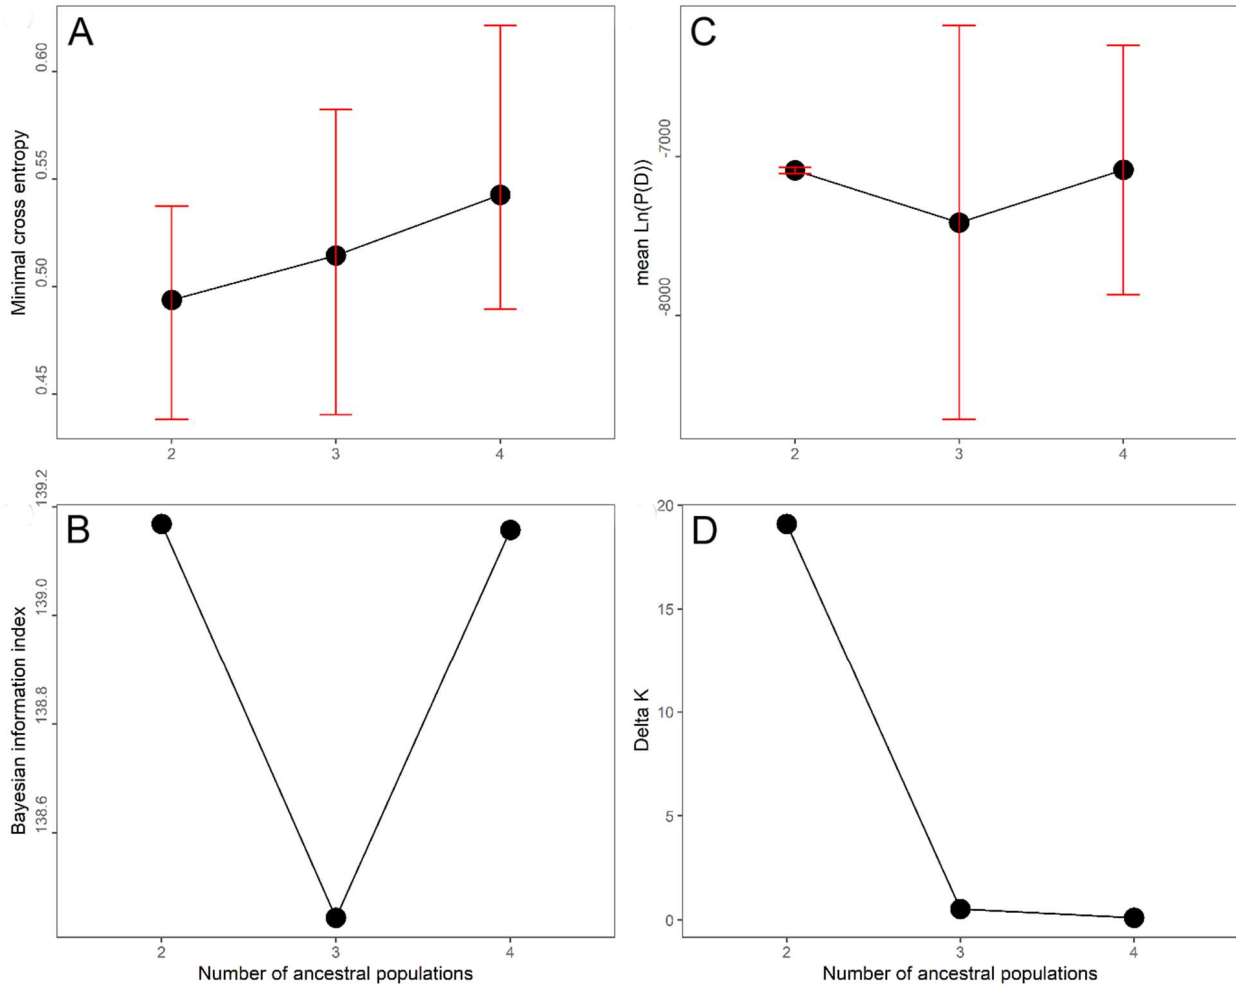 A
Minimal cross entropy
0.60
0.55
0.50
0.45
2
3
4
C
mean Ln(P(D))
-7000
-8000
2
3
4
B
Bayesian information index
139.2
139.0
138.8
138.6
2
3
4
Number of ancestral populations
D
Delta K
20
15
10
5
0
2
3
4
Number of ancestral populations